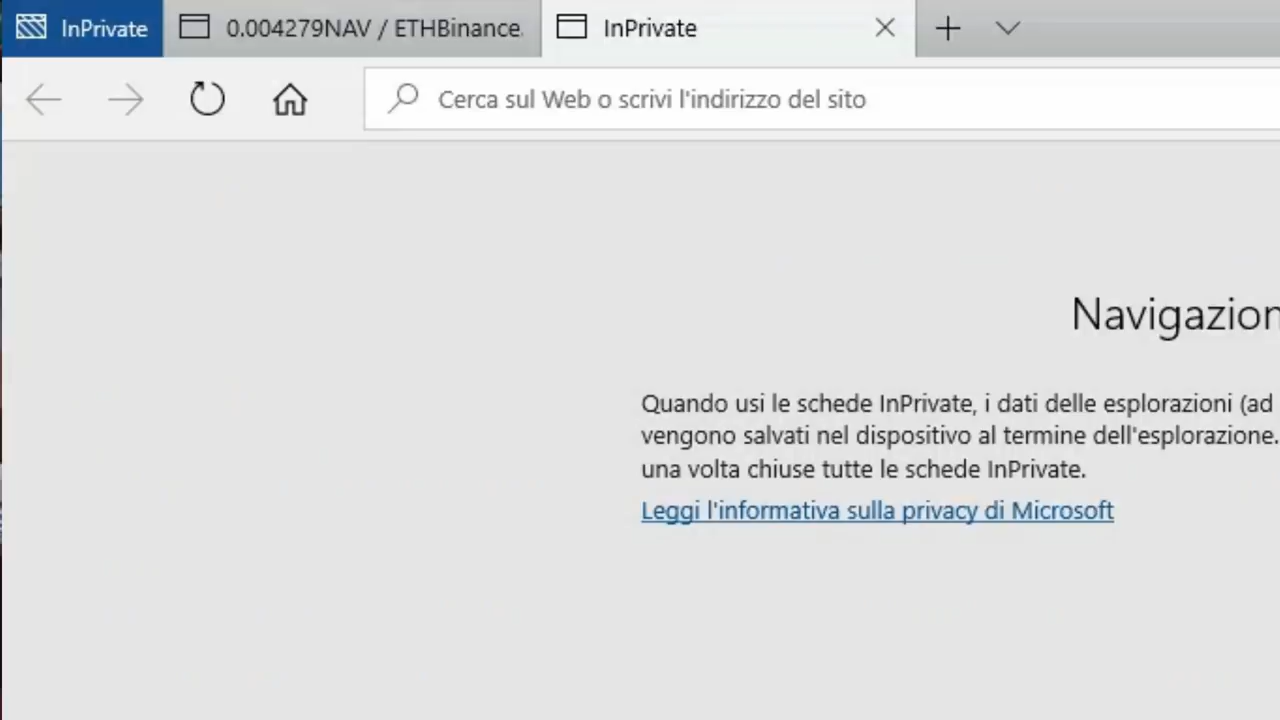 InPrivate
0.004279NAV / ETHBinance.
InPrivate
Cerca sul Web o scrivi l'indirizzo del sito
Navigazion
Quando usi le schede InPrivate, i dati delle esplorazioni (ad
vengono salvati nel dispositivo al termine dell'esplorazione.
una volta chiuse tutte le schede InPrivate.
Leggi l'informativa sulla privacy di Microsoft